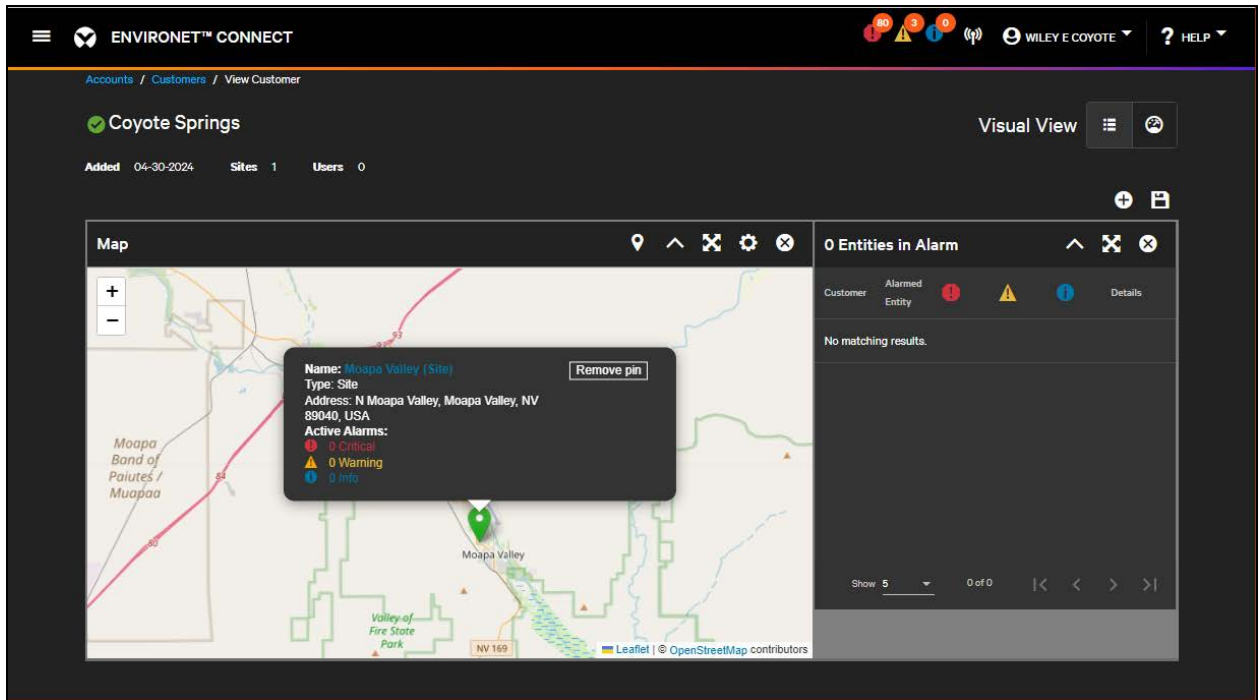 ENVIRONET™ CONNECT
80
3
0
WILEY E COYOTE
? HELP
Accounts / Customers / View Customer
Coyote Springs
Visual View
Added 04-30-2024 Sites 1 Users 0
Map
0 Entities in Alarm
+
−
Customer
Alarmed
Entity
Details
No matching results.
93
Name: Moapa Valley (Site)
Remove pin
Type: Site
Address: N Moapa Valley, Moapa Valley, NV
89040, USA
Active Alarms:
0 Critical
0 Warning
0 Info
Moapa
Band of
Paiutes /
Muapaa
84
80
Moapa Valley
Valley of
Fire State
Park
NV 169
Leaflet | © OpenStreetMap contributors
Show 5 0 of 0 |< < > >|